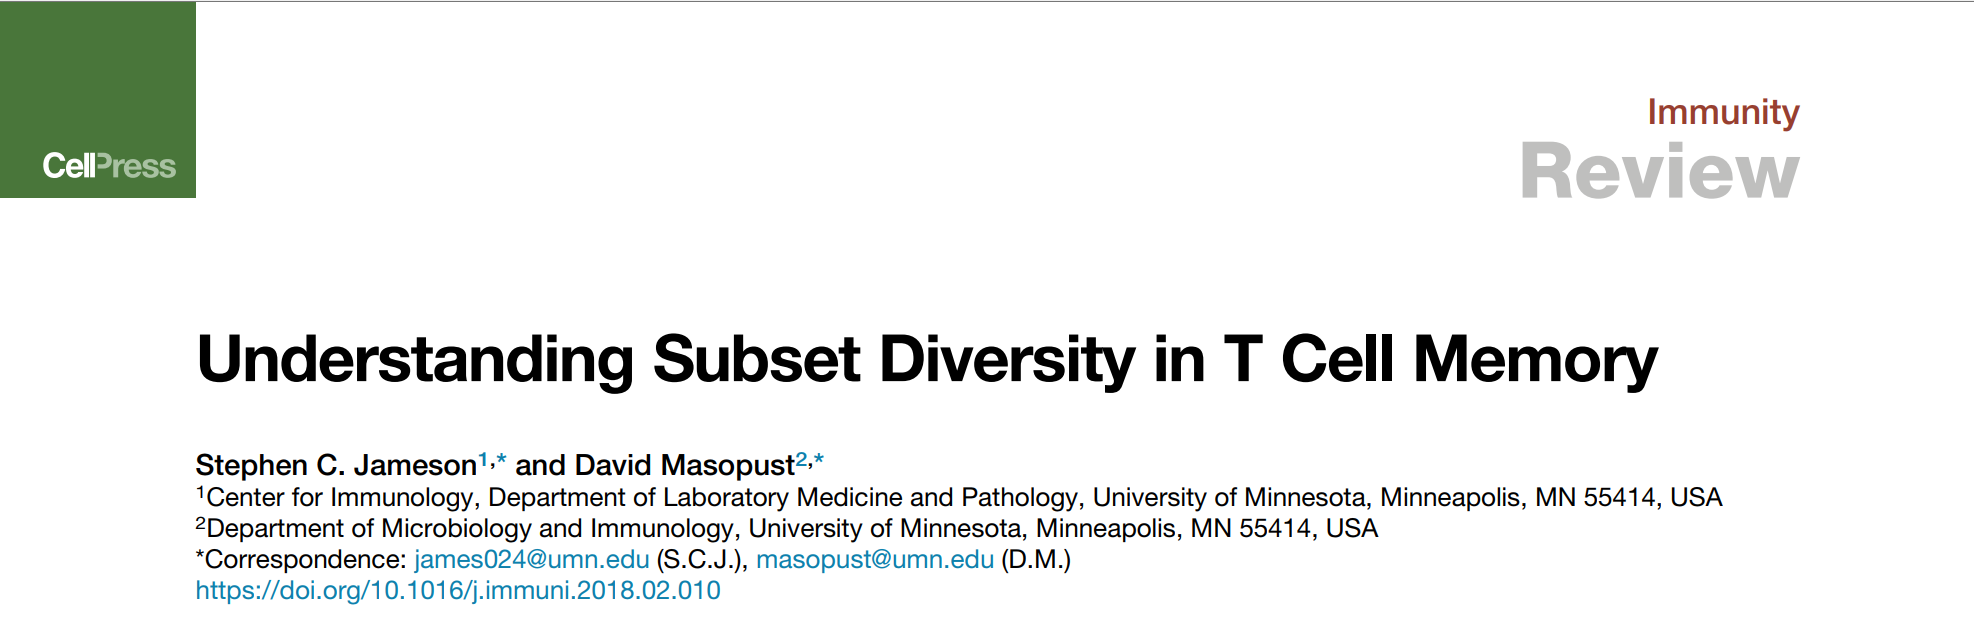 CellPress
Immunity
Review
Understanding Subset Diversity in T Cell Memory
Stephen C. Jameson1,* and David Masopust2,*
1Center for Immunology, Department of Laboratory Medicine and Pathology, University of Minnesota, Minneapolis, MN 55414, USA
2Department of Microbiology and Immunology, University of Minnesota, Minneapolis, MN 55414, USA
*Correspondence: james024@umn.edu (S.C.J.), masopust@umn.edu (D.M.)
https://doi.org/10.1016/j.immuni.2018.02.010